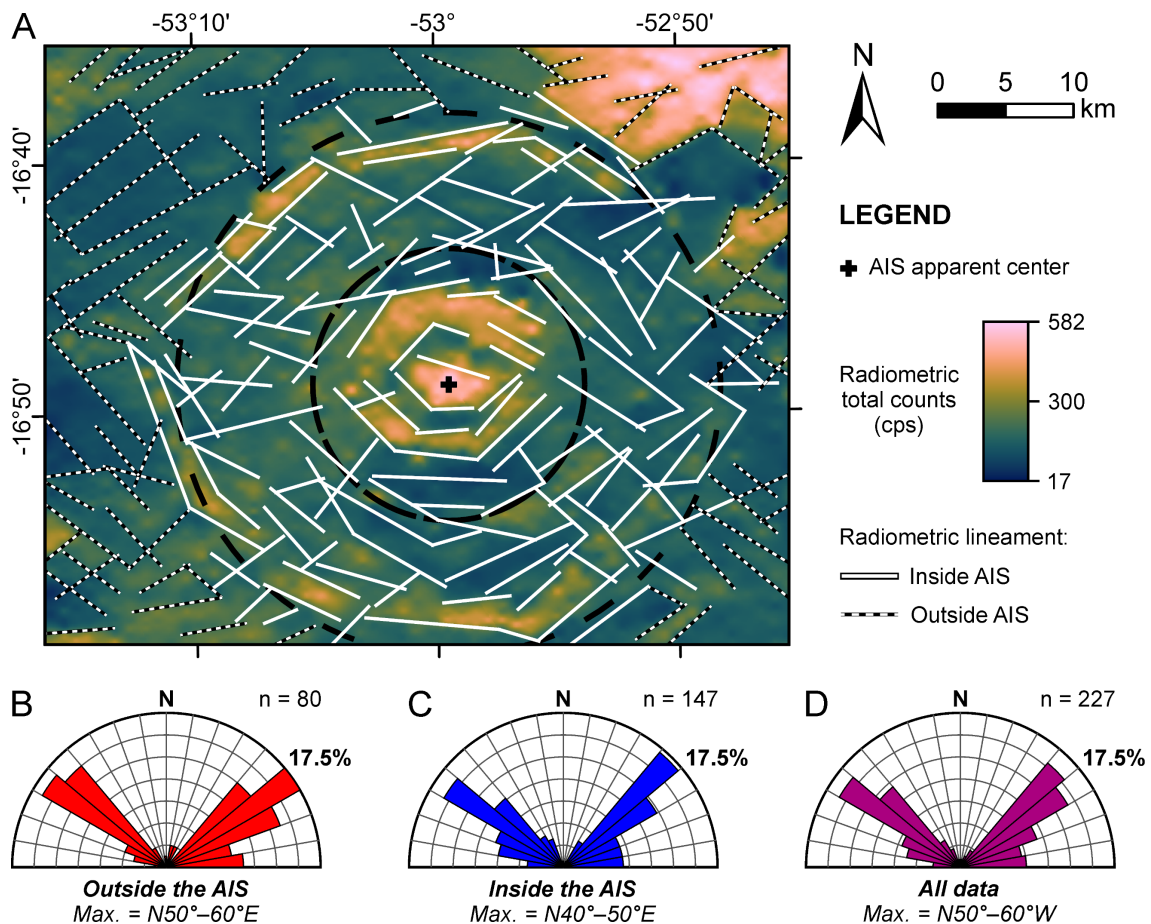 A
-53°10'
-53°
-52°50'
-16°40'
-16°50'
N
0
5
10
km
LEGEND
AIS apparent center
Radiometric
total counts
(cps)
582
300
17
Radiometric lineament:
Inside AIS
Outside AIS
B
N
n = 80
17.5%
Outside the AIS
Max. = N50°–60°E
C
N
n = 147
17.5%
Inside the AIS
Max. = N40°–50°E
D
N
n = 227
17.5%
All data
Max. = N50°–60°W